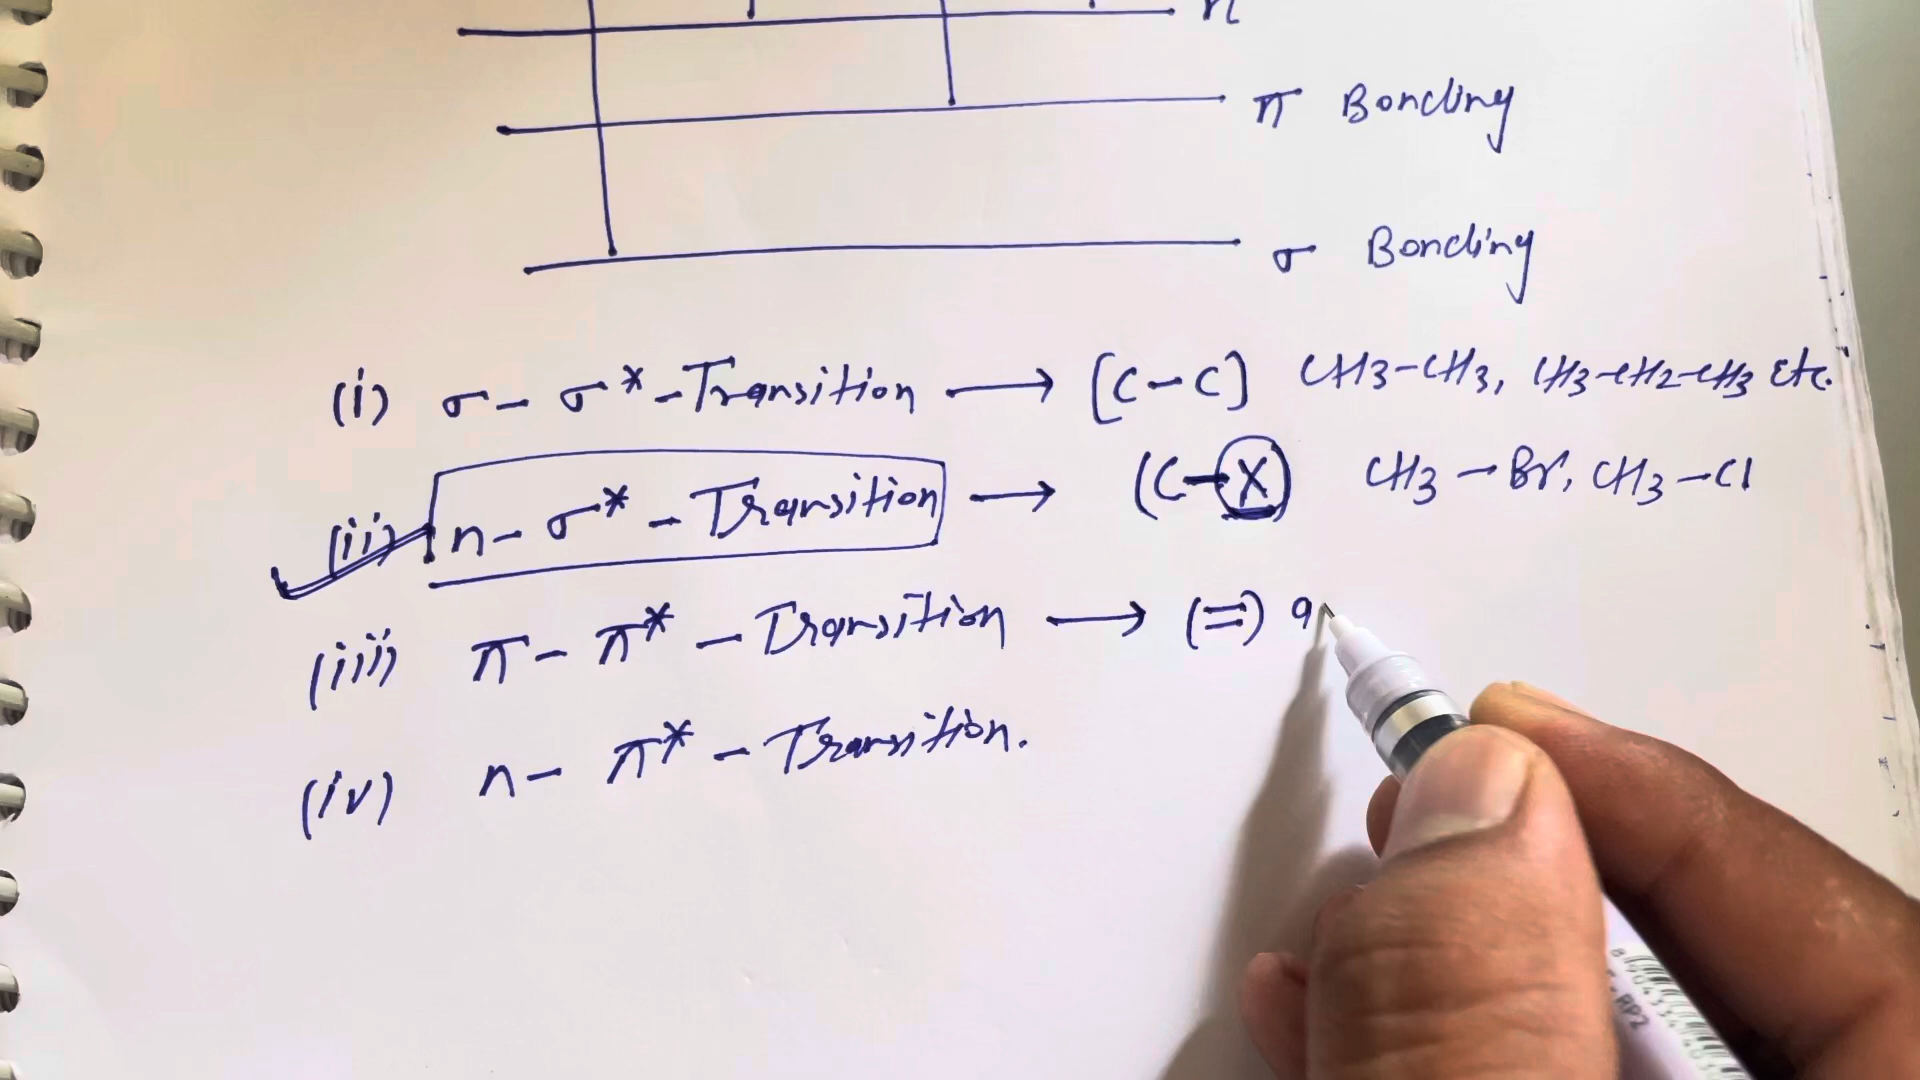 n
π Bonding
σ Bonding
(i) σ - σ* - Transition → [C-C] CH3-CH3, CH3-CH2-CH3 Etc.
(ii) n - σ* - Transition → (C-X) CH3-Br, CH3-Cl
(iii) π - π* - Transition → (=) a
(iv) n - π* - Transition.